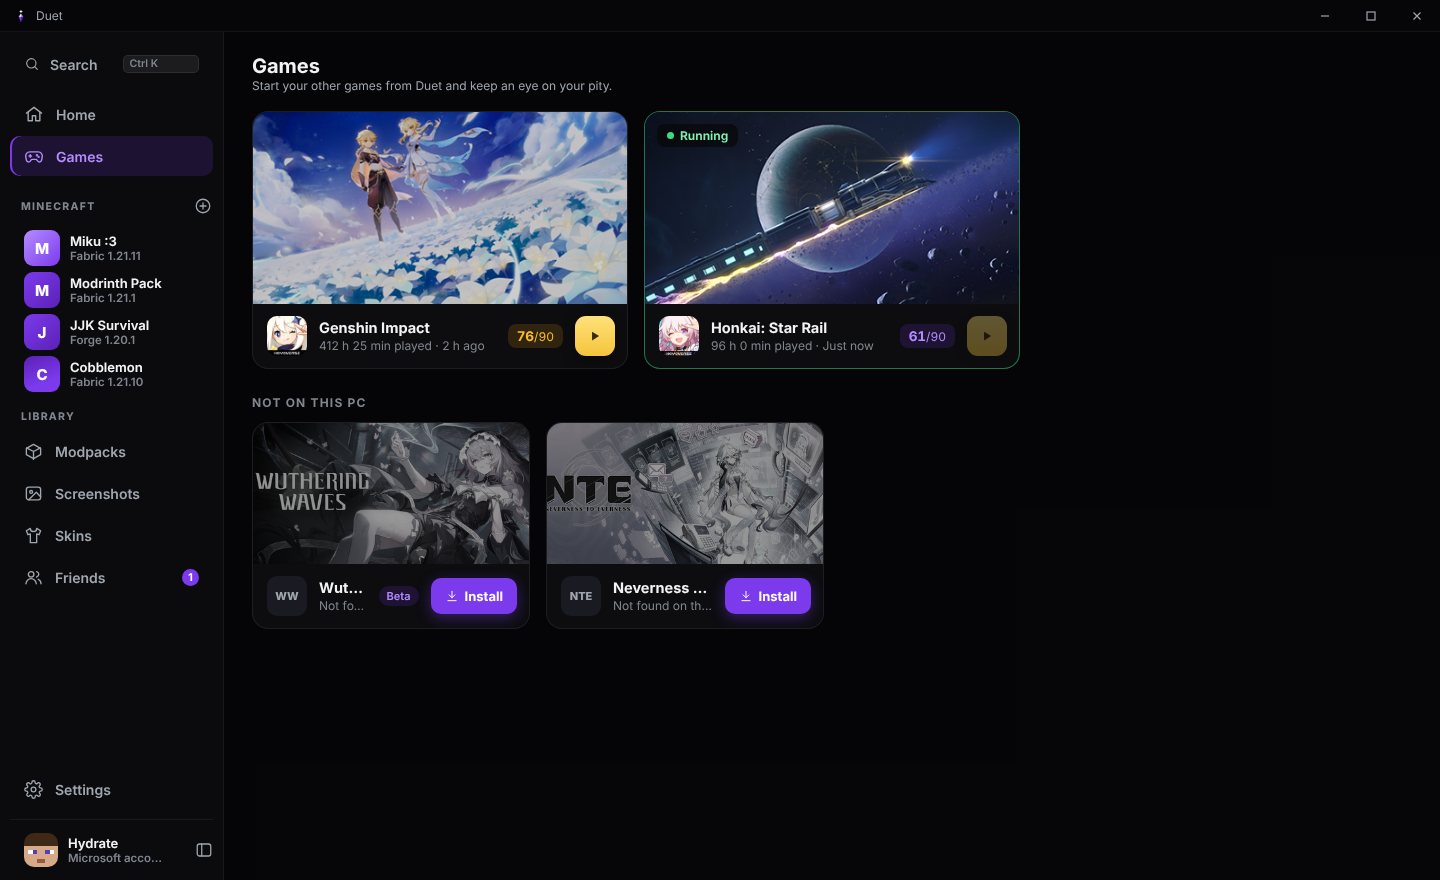 Duet
Search
Ctrl K
Home
Games
MINECRAFT
M
Miku :3
Fabric 1.21.11
M
Modrinth Pack
Fabric 1.21.1
J
JJK Survival
Forge 1.20.1
C
Cobblemon
Fabric 1.21.10
LIBRARY
Modpacks
Screenshots
Skins
Friends
1
Settings
Hydrate
Microsoft acco...
Games
Start your other games from Duet and keep an eye on your pity.
Genshin Impact
412 h 25 min played · 2 h ago
76/90
Running
Honkai: Star Rail
96 h 0 min played · Just now
61/90
NOT ON THIS PC
WUTHERING
WAVES
WW
Wut...
Not fo...
Beta
Install
NTE
NEVERNESS TO EVERNESS
NTE
Neverness ...
Not found on th...
Install